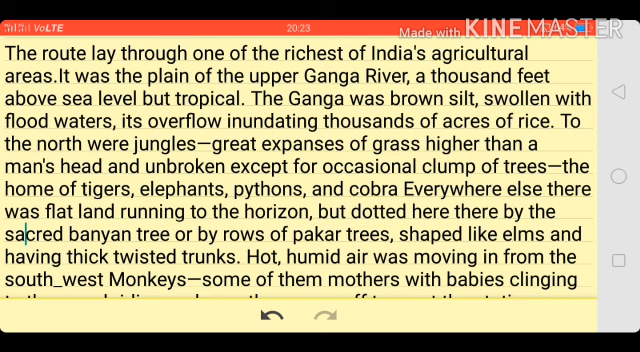 VoLTE 20:23
Made with KINEMASTER
The route lay through one of the richest of India's agricultural
areas.It was the plain of the upper Ganga River, a thousand feet
above sea level but tropical. The Ganga was brown silt, swollen with
flood waters, its overflow inundating thousands of acres of rice. To
the north were jungles—great expanses of grass higher than a
man's head and unbroken except for occasional clump of trees—the
home of tigers, elephants, pythons, and cobra Everywhere else there
was flat land running to the horizon, but dotted here there by the
sacred banyan tree or by rows of pakar trees, shaped like elms and
having thick twisted trunks. Hot, humid air was moving in from the
south_west Monkeys—some of them mothers with babies clinging